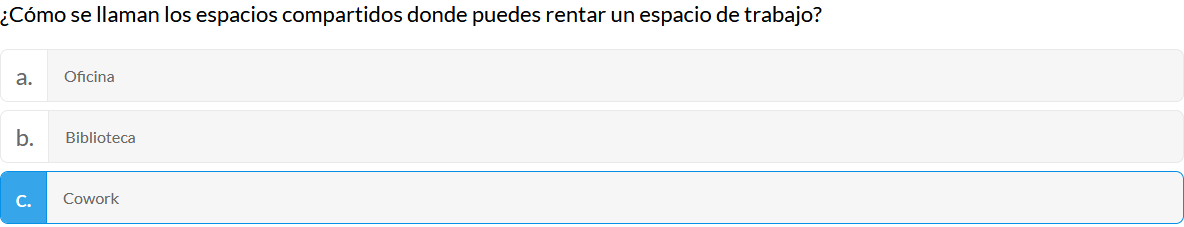 ¿Cómo se llaman los espacios compartidos donde puedes rentar un espacio de trabajo?
a. Oficina
b. Biblioteca
c. Cowork